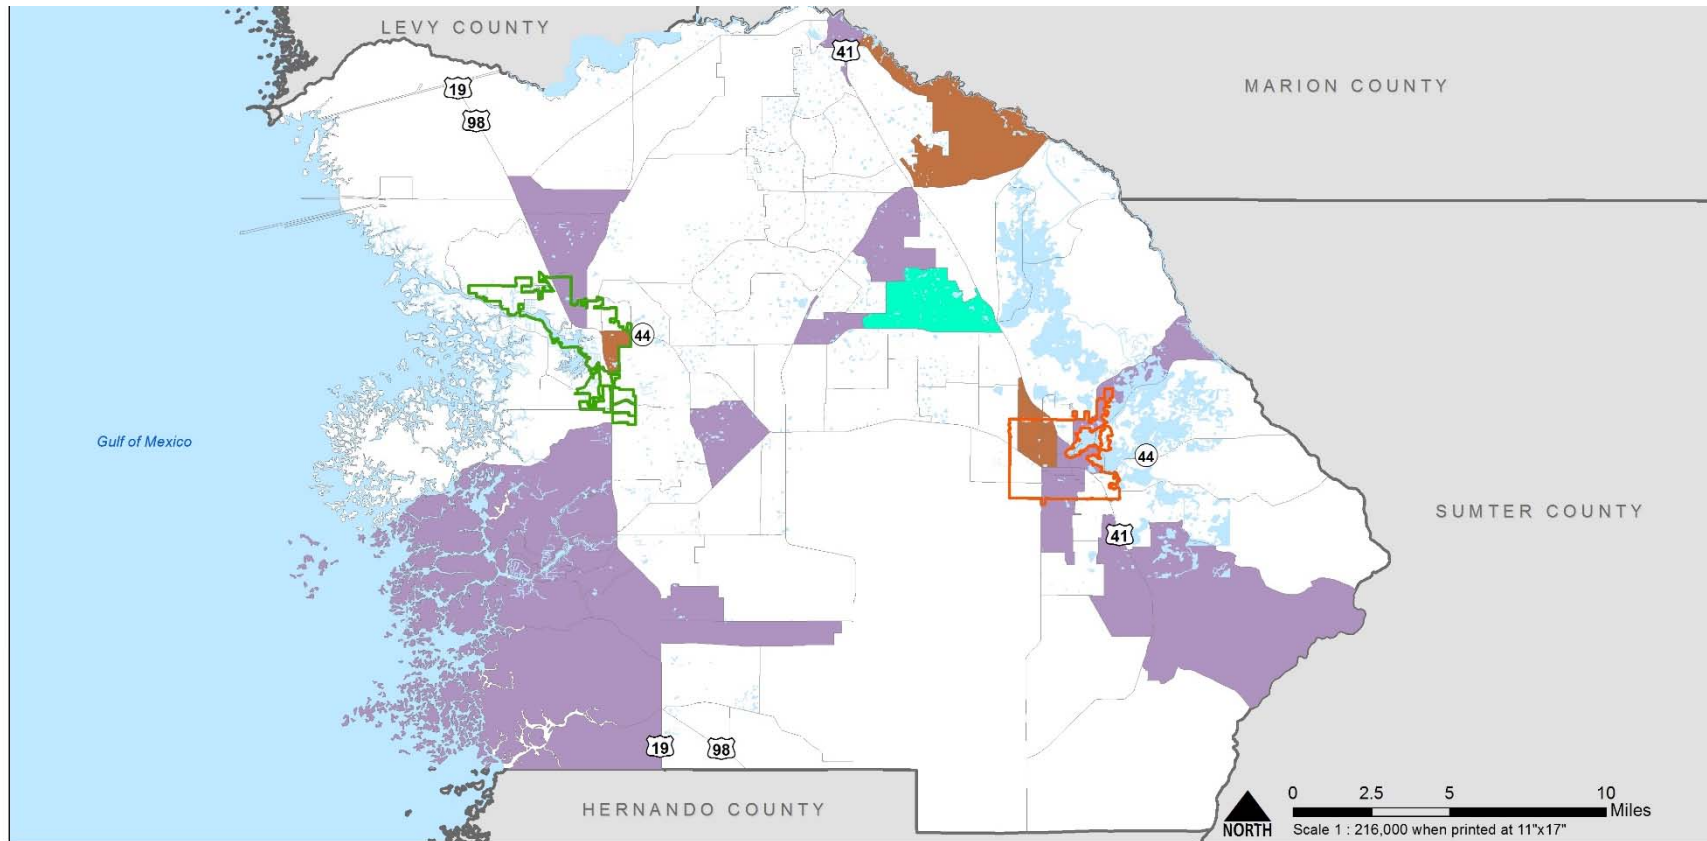 LEVY COUNTY
41
MARION COUNTY
19
98
44
Gulf of Mexico
44
SUMTER COUNTY
41
19
98
HERNANDO COUNTY
NORTH
0 2.5 5 10
Miles
Scale 1 : 216,000 when printed at 11"x17"